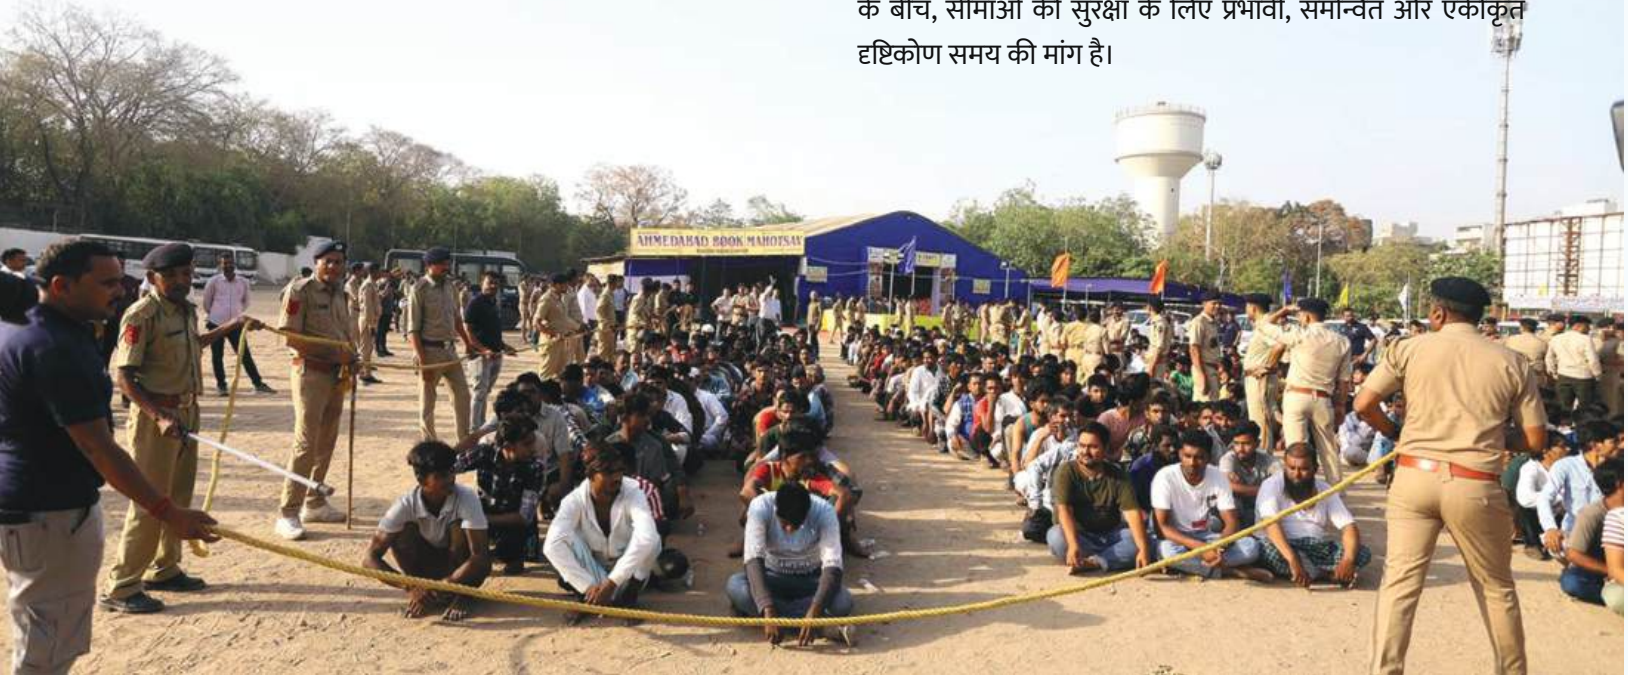 के बीच, सीमाओं की सुरक्षा के लिए प्रभावी, समन्वित और एकीकृत
दृष्टिकोण समय की मांग है।
AHMEDABAD BOOK MAHOTSAV